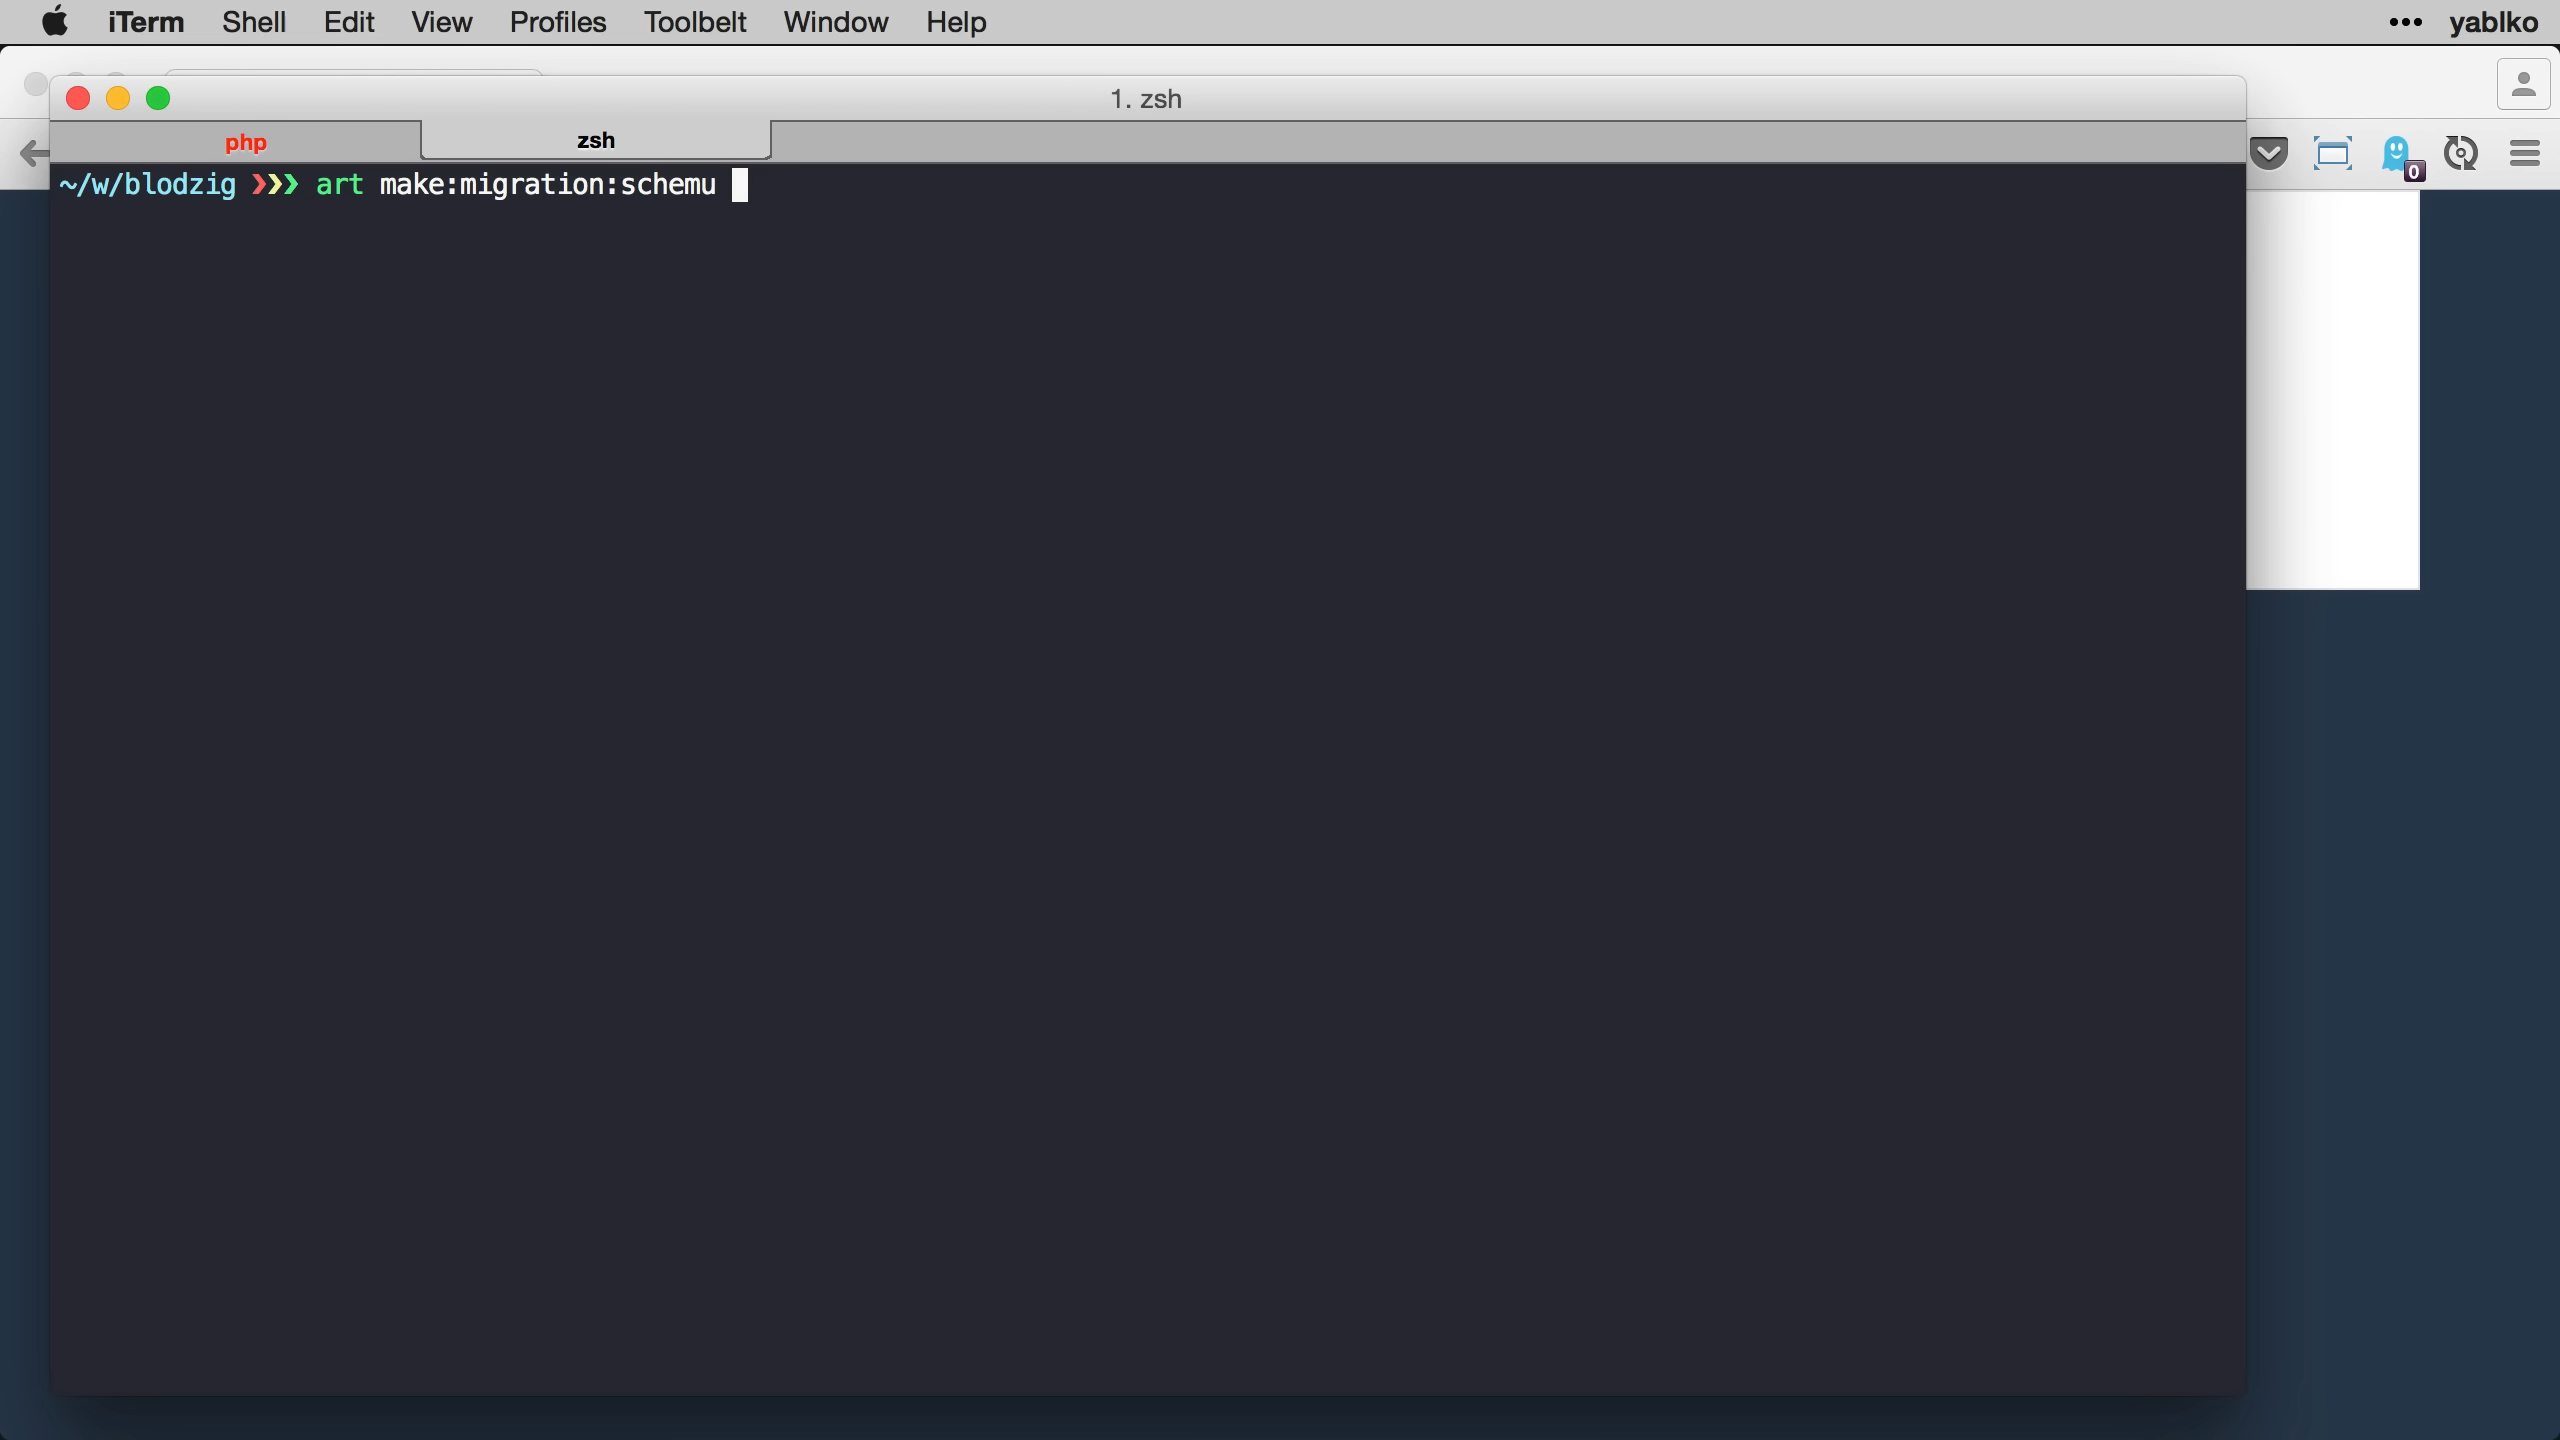 iTerm Shell Edit View Profiles Toolbelt Window Help ••• yablko
1. zsh
php zsh
0
~/w/blodzig ❯❯❯ art make:migration:schemu